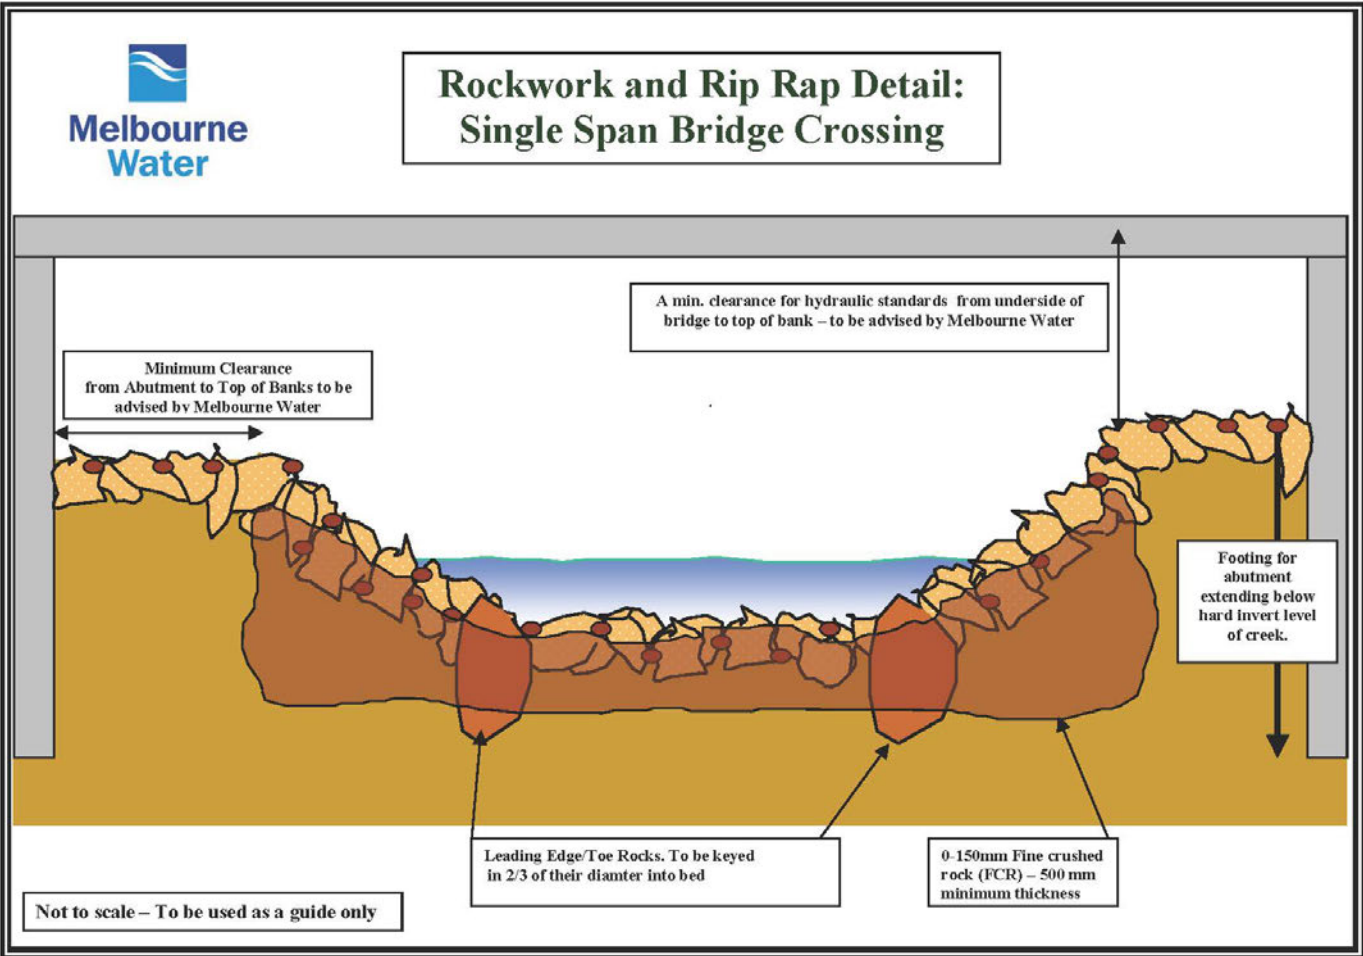 Melbourne
Water
Rockwork and Rip Rap Detail:
Single Span Bridge Crossing
A min. clearance for hydraulic standards from underside of
bridge to top of bank – to be advised by Melbourne Water
Minimum Clearance
from Abutment to Top of Banks to be
advised by Melbourne Water
Footing for
abutment
extending below
hard invert level
of creek.
Leading Edge/Toe Rocks. To be keyed
in 2/3 of their diamter into bed
0-150mm Fine crushed
rock (FCR) – 500 mm
minimum thickness
Not to scale – To be used as a guide only